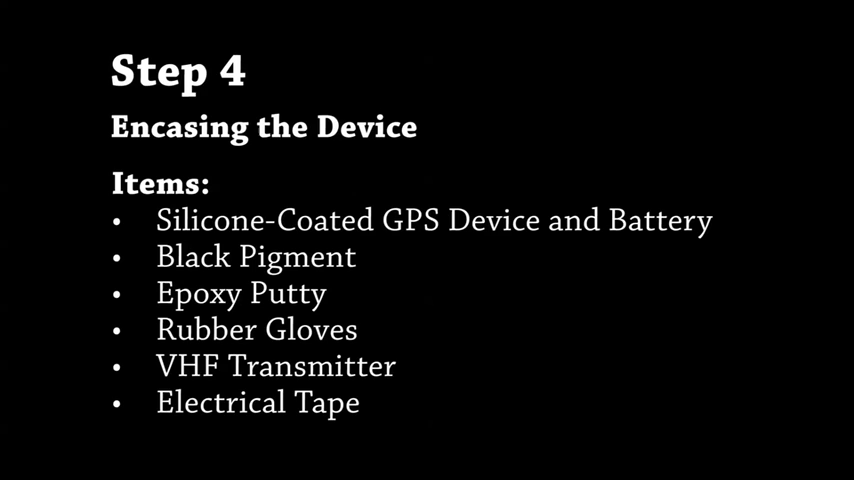 Step 4
Encasing the Device
Items:
• Silicone-Coated GPS Device and Battery
• Black Pigment
• Epoxy Putty
• Rubber Gloves
• VHF Transmitter
• Electrical Tape